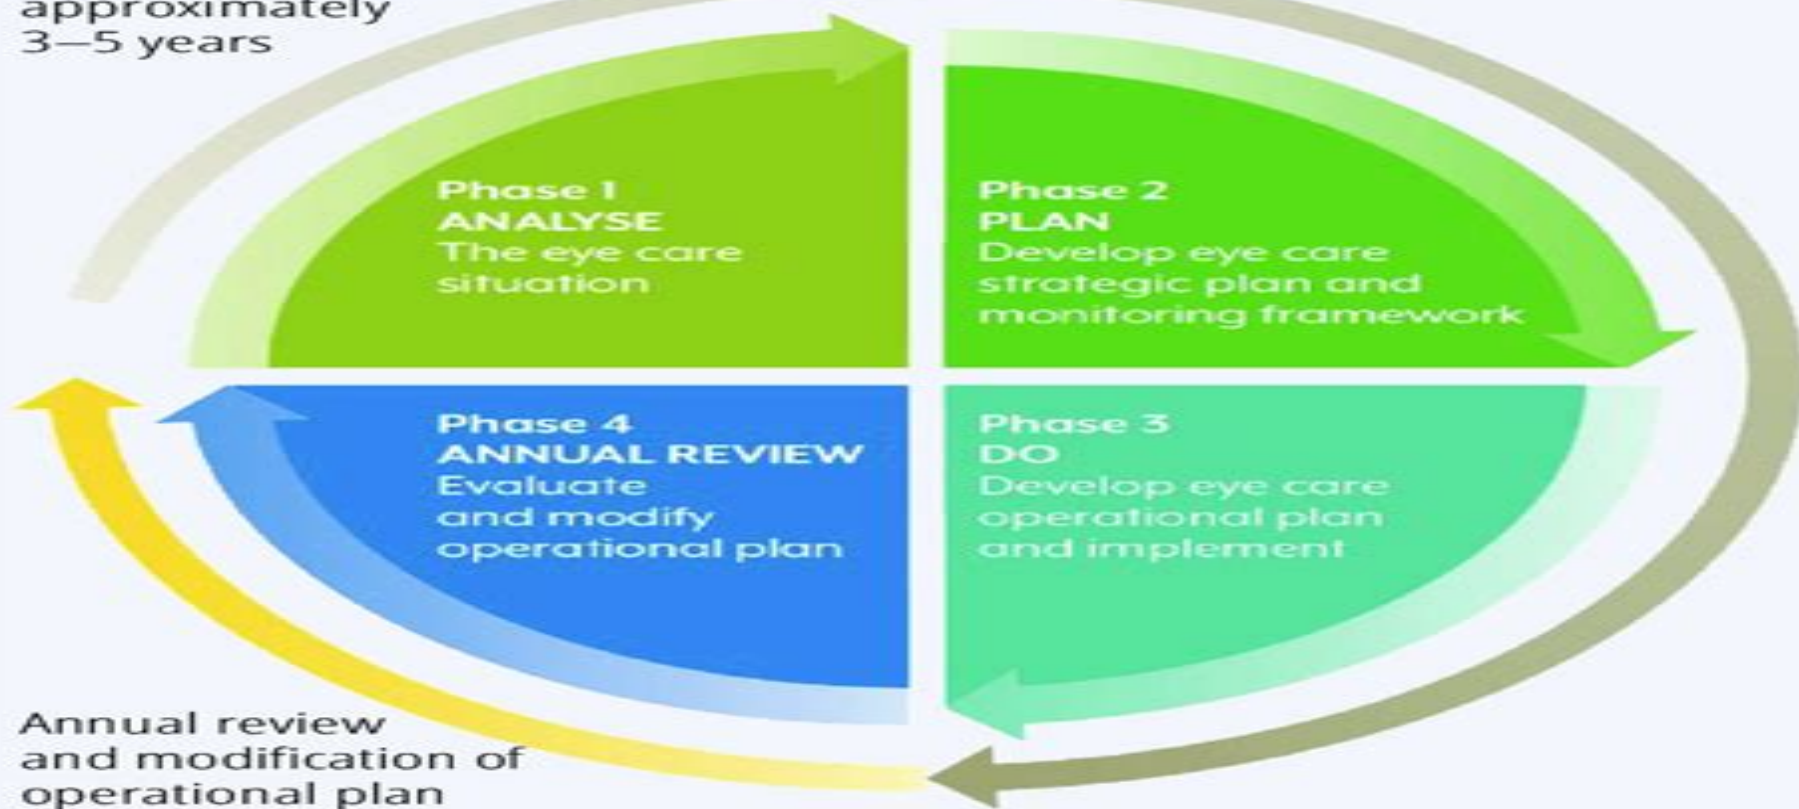 approximately
3–5 years
Phase 1
ANALYSE
The eye care
situation
Phase 2
PLAN
Develop eye care
strategic plan and
monitoring framework
Phase 4
ANNUAL REVIEW
Evaluate
and modify
operational plan
Phase 3
DO
Develop eye care
operational plan
and implement
Annual review
and modification of
operational plan